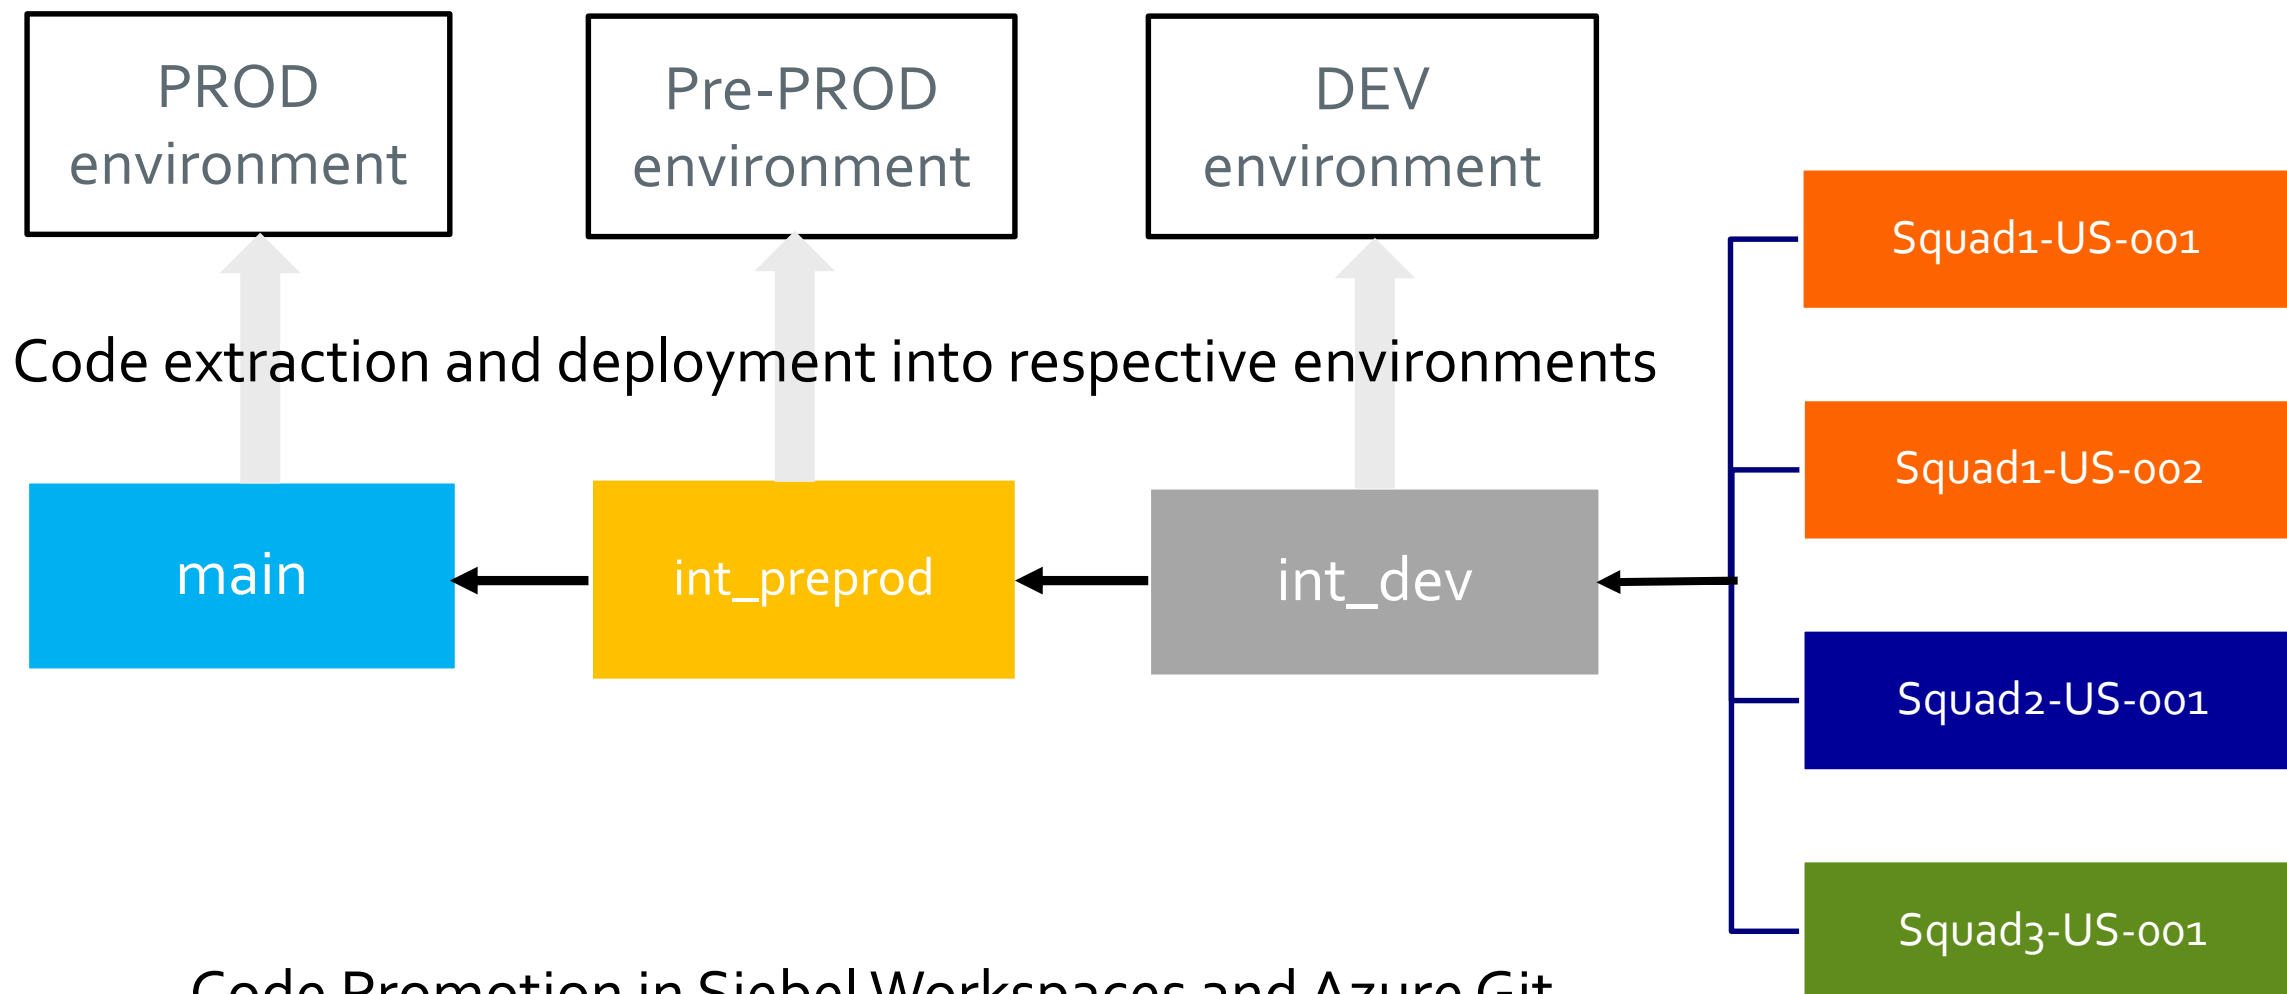 PROD
environment
Pre-PROD
environment
DEV
environment
Squad1-US-001
Code extraction and deployment into respective environments
Squad1-US-002
main
int_preprod
int_dev
Squad2-US-001
Squad3-US-001
Code Promotion in Siebel Workspaces and Azure Git